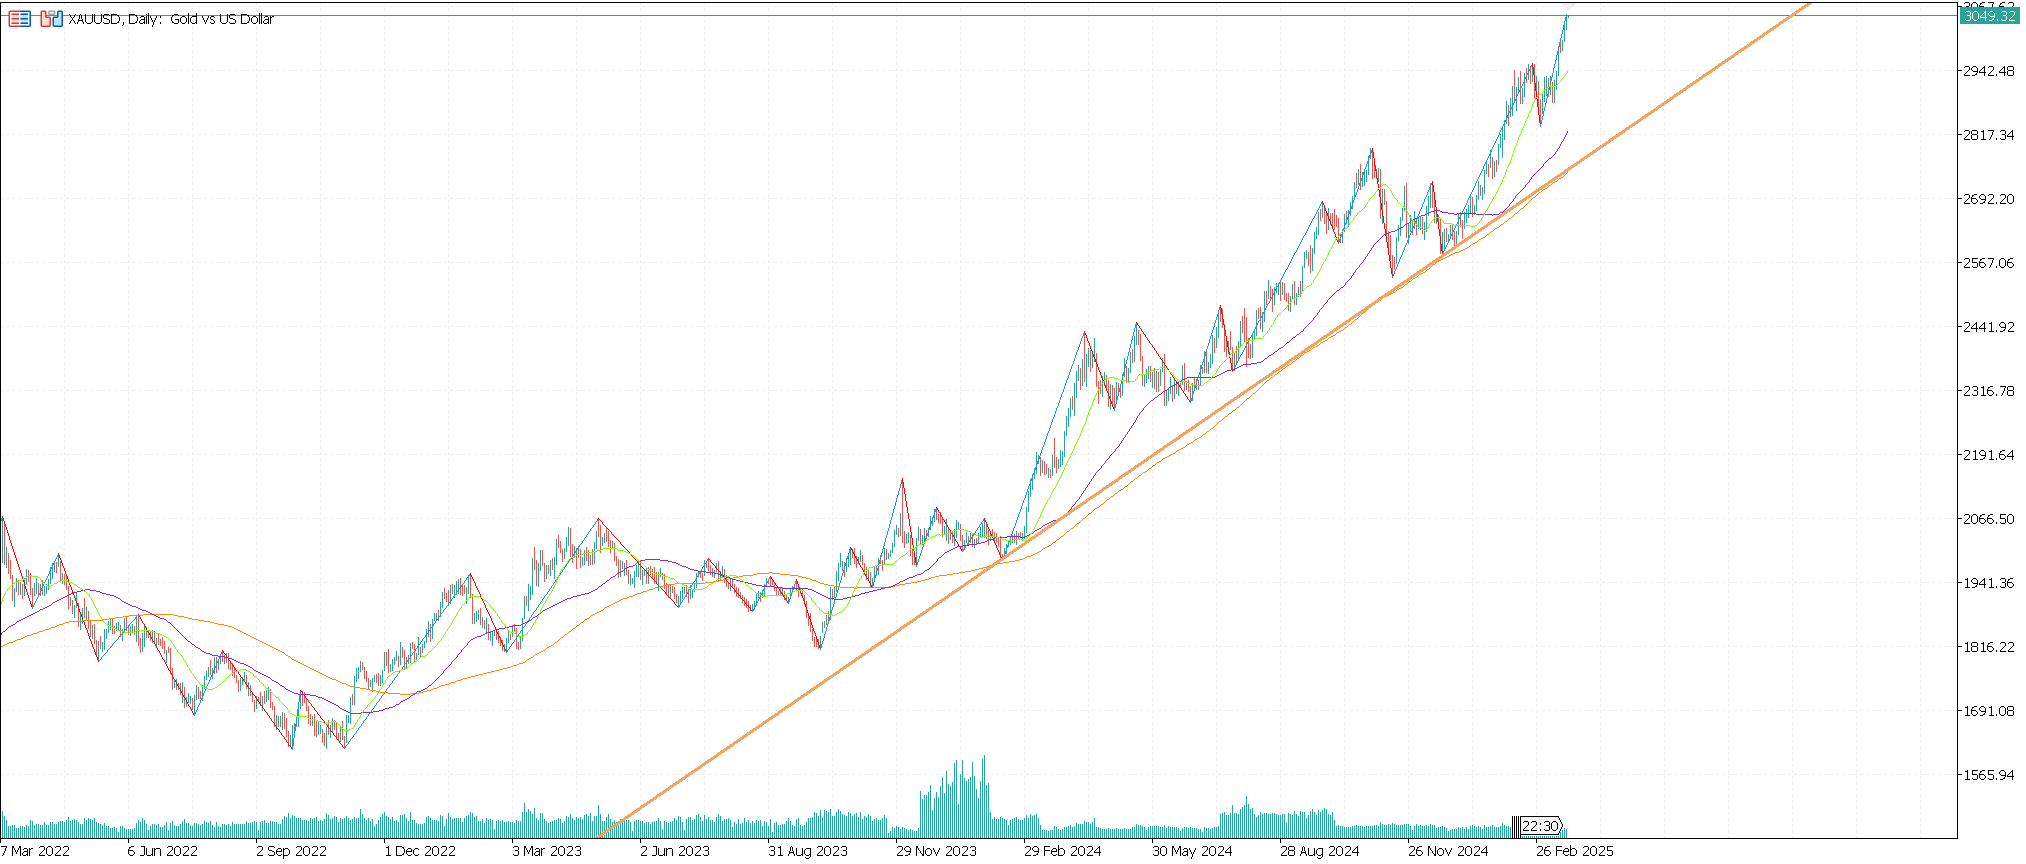 XAUUSD, Daily: Gold vs US Dollar
3049.32
2942.48
2817.34
2692.20
2567.06
2441.92
2316.78
2191.64
2066.50
1941.36
1816.22
1691.08
1565.94
22:30
7 Mar 2022
6 Jun 2022
2 Sep 2022
1 Dec 2022
3 Mar 2023
2 Jun 2023
31 Aug 2023
29 Nov 2023
29 Feb 2024
30 May 2024
28 Aug 2024
26 Nov 2024
26 Feb 2025